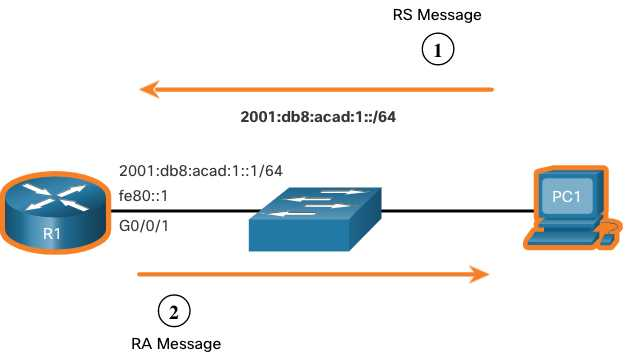 RS Message
1
2001:db8:acad:1::/64
2001:db8:acad:1::1/64
fe80::1
G0/0/1
R1
PC1
2
RA Message